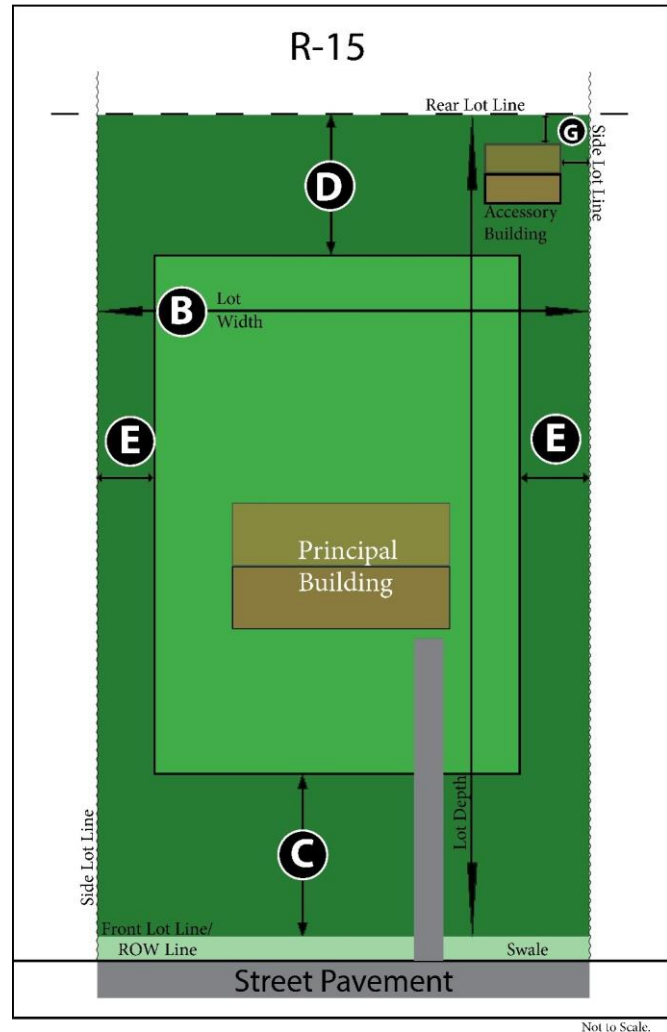 R-15
Rear Lot Line
G
Side Lot Line
D
Accessory
Building
B
Lot
Width
E
E
Principal
Building
C
Lot Depth
Side Lot Line
Front Lot Line/
ROW Line
Swale
Street Pavement
Not to Scale.